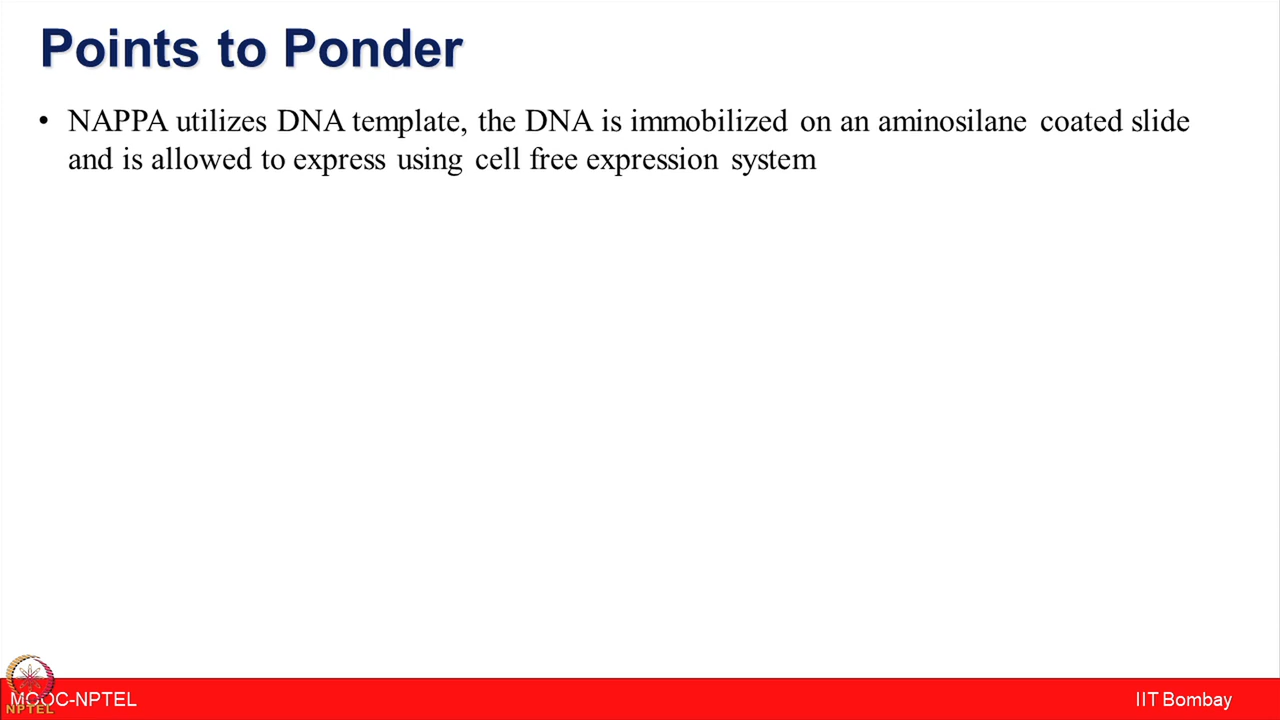 Points to Ponder
• NAPPA utilizes DNA template, the DNA is immobilized on an aminosilane coated slide
and is allowed to express using cell free expression system
MOOC-NPTEL
NPTEL
IIT Bombay